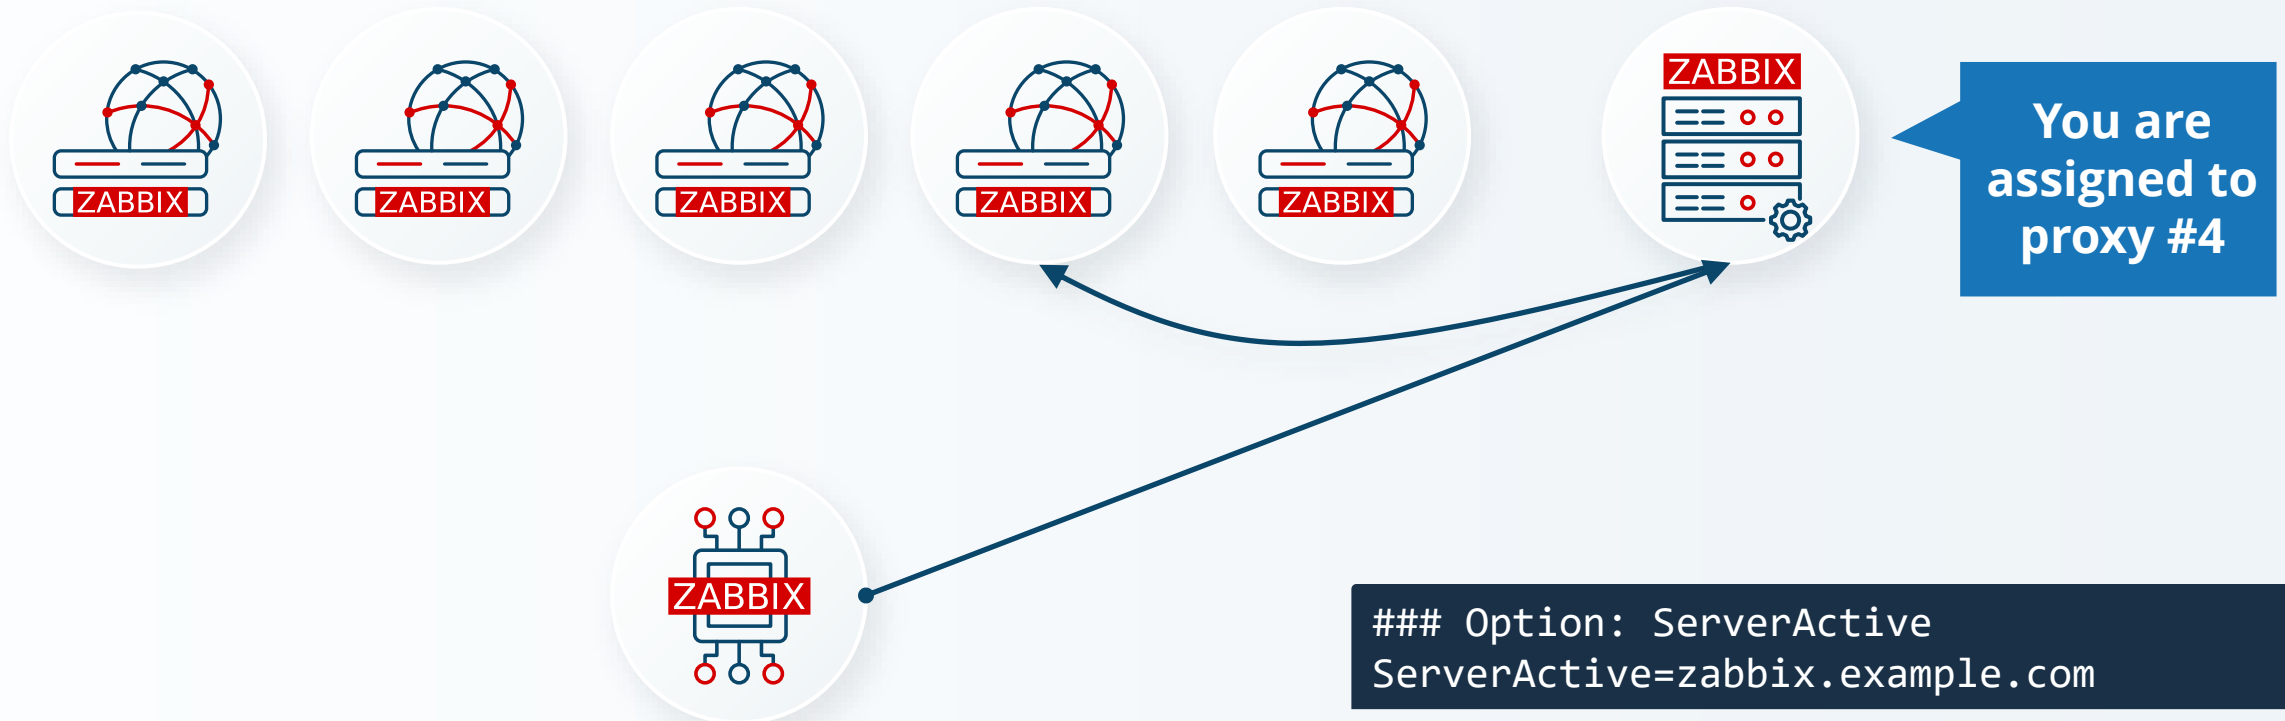 ZABBIX
ZABBIX
ZABBIX
ZABBIX
ZABBIX
ZABBIX
You are
assigned to
proxy #4
ZABBIX
### Option: ServerActive
ServerActive=zabbix.example.com